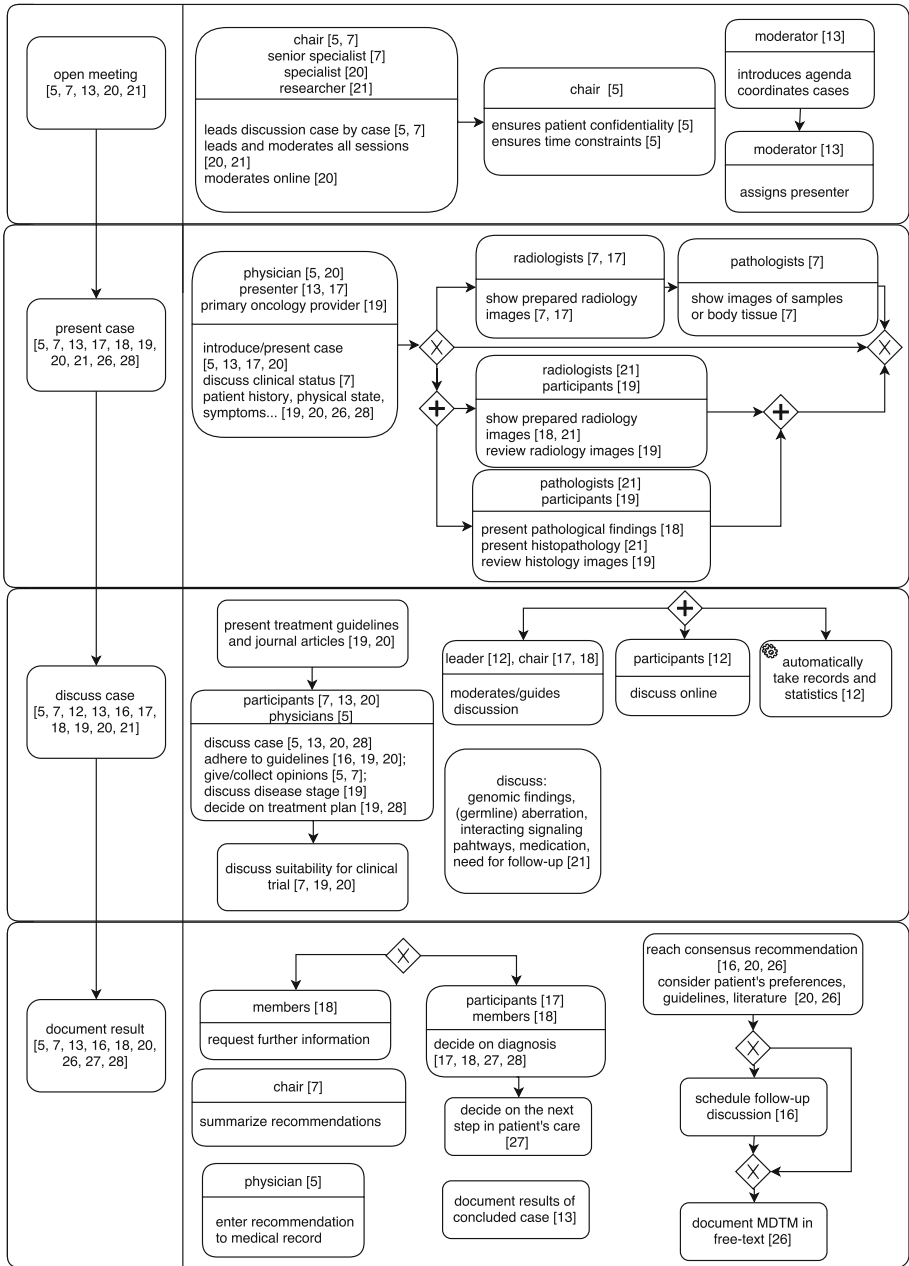 open meeting
[5, 7, 13, 20, 21]
chair [5, 7]
senior specialist [7]
specialist [20]
researcher [21]
leads discussion case by case [5, 7]
leads and moderates all sessions
[20, 21]
moderates online [20]
chair [5]
ensures patient confidentiality [5]
ensures time constraints [5]
moderator [13]
introduces agenda
coordinates cases
moderator [13]
assigns presenter
present case
[5, 7, 13, 17, 18, 19,
20, 21, 26, 28]
physician [5, 20]
presenter [13, 17]
primary oncology provider [19]
introduce/present case
[5, 13, 17, 20]
discuss clinical status [7]
patient history, physical state,
symptoms... [19, 20, 26, 28]
radiologists [7, 17]
show prepared radiology
images [7, 17]
pathologists [7]
show images of samples
or body tissue [7]
X
X
+
+
radiologists [21]
participants [19]
show prepared radiology
images [18, 21]
review radiology images [19]
pathologists [21]
participants [19]
present pathological findings [18]
present histopathology [21]
review histology images [19]
discuss case
[5, 7, 12, 13, 16, 17,
18, 19, 20, 21]
present treatment guidelines
and journal articles [19, 20]
participants [7, 13, 20]
physicians [5]
discuss case [5, 13, 20, 28]
adhere to guidelines [16, 19, 20];
give/collect opinions [5, 7];
discuss disease stage [19]
decide on treatment plan [19, 28]
discuss suitability for clinical
trial [7, 19, 20]
+
leader [12], chair [17, 18]
moderates/guides
discussion
participants [12]
discuss online
automatically
take records and
statistics [12]
discuss:
genomic findings,
(germline) aberration,
interacting signaling
pahtways, medication,
need for follow-up [21]
document result
[5, 7, 13, 16, 18, 20,
26, 27, 28]
X
members [18]
request further information
chair [7]
summarize recommendations
physician [5]
enter recommendation
to medical record
participants [17]
members [18]
decide on diagnosis
[17, 18, 27, 28]
decide on the next
step in patient's care
[27]
document results of
concluded case [13]
reach consensus recommendation
[16, 20, 26]
consider patient's preferences,
guidelines, literature [20, 26]
X
schedule follow-up
discussion [16]
X
document MDTM in
free-text [26]